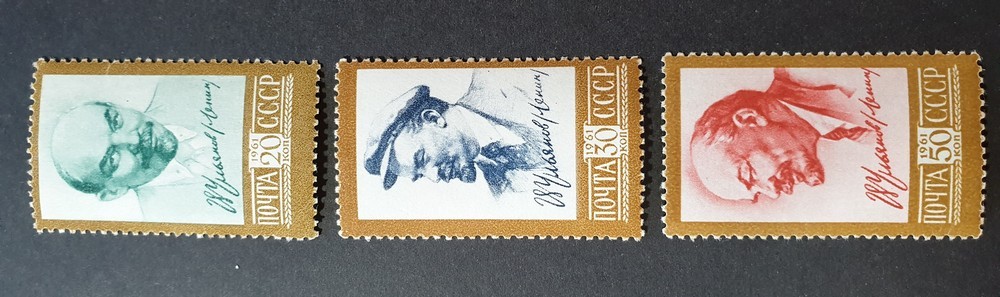 В Ульянов (Ленин)
ПОЧТА 1961 20 КОП СССР
В Ульянов (Ленин)
ПОЧТА 1961 30 КОП СССР
В Ульянов (Ленин)
ПОЧТА 1961 50 КОП СССР